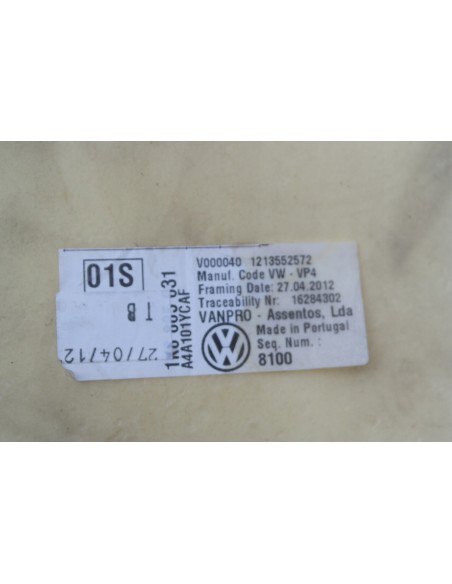 01S
I B
27/04/12
A4A101YCAF
V000040 1213552572
Manuf. Code VW - VP4
Framing Date: 27.04.2012
Traceability Nr: 16284302
VANPRO - Assentos, Lda
Made in Portugal
Seq. Num. :
8100